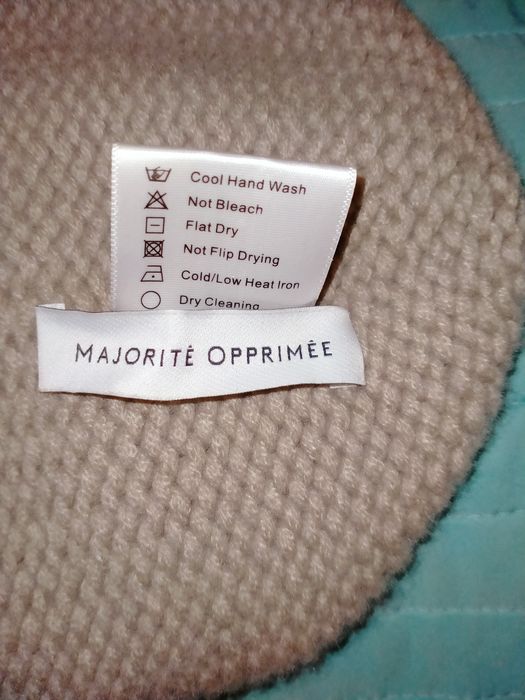 Cool Hand Wash
Not Bleach
Flat Dry
Not Flip Drying
Cold/Low Heat Iron
Dry Cleaning
MAJORITÉ OPPRIMÉE